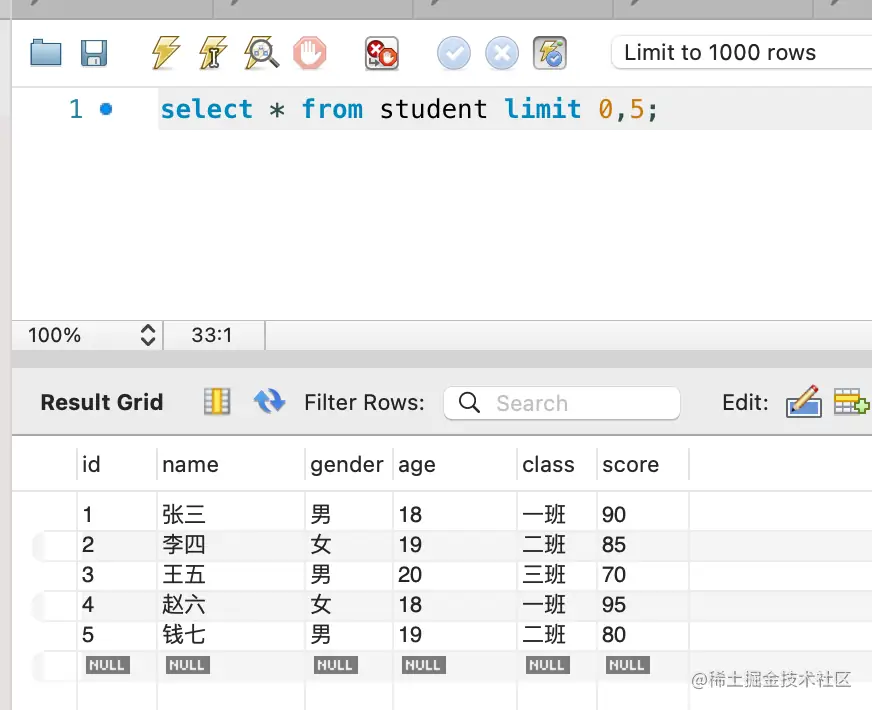 Limit to 1000 rows
1 select * from student limit 0,5;
100% 33:1
Result Grid Filter Rows: Search Edit:
id name gender age class score
1 张三 男 18 一班 90
2 李四 女 19 二班 85
3 王五 男 20 三班 70
4 赵六 女 18 一班 95
5 钱七 男 19 二班 80
NULL NULL NULL NULL NULL NULL
@稀土掘金技术社区